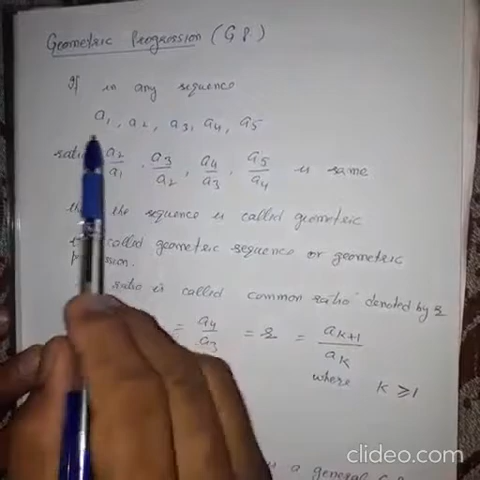 Geometric Progression (GP)
If in any sequence
a₁, a₂, a₃, a₄, a₅
a₂/a₁ . a₃/a₂, a₄/a₃ . a₅/a₄ is same
the sequence is called geometric
called geometric sequence or geometric
ratio is called common ratio denoted by r
= a₄/a₃ = r = aₖ₊₁/aₖ
where k ≥ 1
is a general G.P
clideo.com